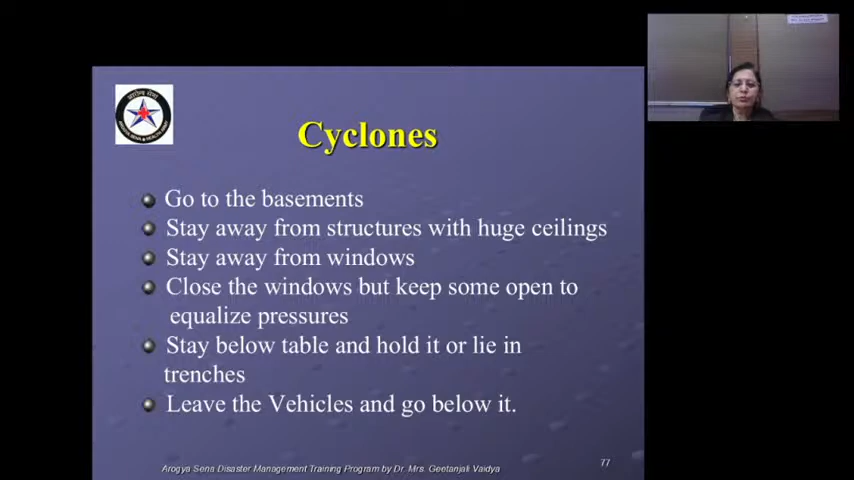 Cyclones
Go to the basements
Stay away from structures with huge ceilings
Stay away from windows
Close the windows but keep some open to
equalize pressures
Stay below table and hold it or lie in
trenches
Leave the Vehicles and go below it.
Arogya Sena Disaster Management Training Program by Dr. Mrs. Geetanjali Vaidya
77